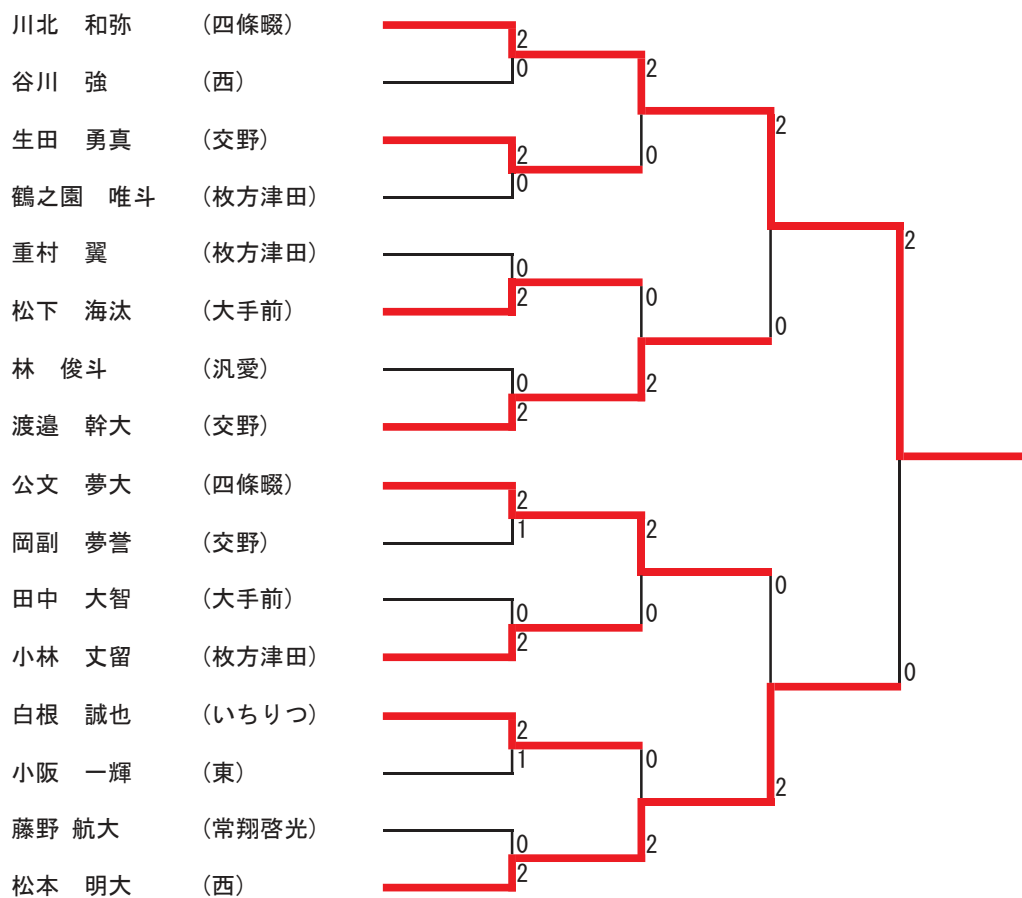 川北 和弥 (四條畷)
2
谷川 強 (西)
0
2
生田 勇真 (交野)
2
0
鶴之園 唯斗 (枚方津田)
0
2
重村 翼 (枚方津田)
0
松下 海汰 (大手前)
2
0
0
林 俊斗 (汎愛)
0
2
渡邉 幹大 (交野)
2
2
公文 夢大 (四條畷)
2
岡副 夢誉 (交野)
1
2
田中 大智 (大手前)
0
0
0
小林 丈留 (枚方津田)
2
0
白根 誠也 (いちりつ)
2
小阪 一輝 (東)
1
0
2
藤野 航大 (常翔啓光)
0
2
松本 明大 (西)
2